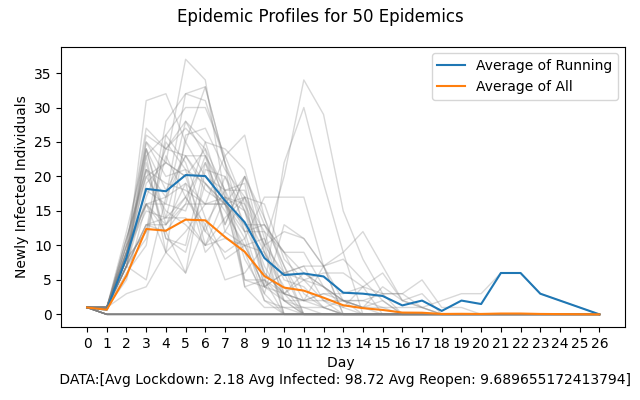 Epidemic Profiles for 50 Epidemics
Average of Running
Average of All
Newly Infected Individuals
35
30
25
20
15
10
5
0
0 1 2 3 4 5 6 7 8 9 10 11 12 13 14 15 16 17 18 19 20 21 22 23 24 25 26
Day
DATA:[Avg Lockdown: 2.18 Avg Infected: 98.72 Avg Reopen: 9.689655172413794]